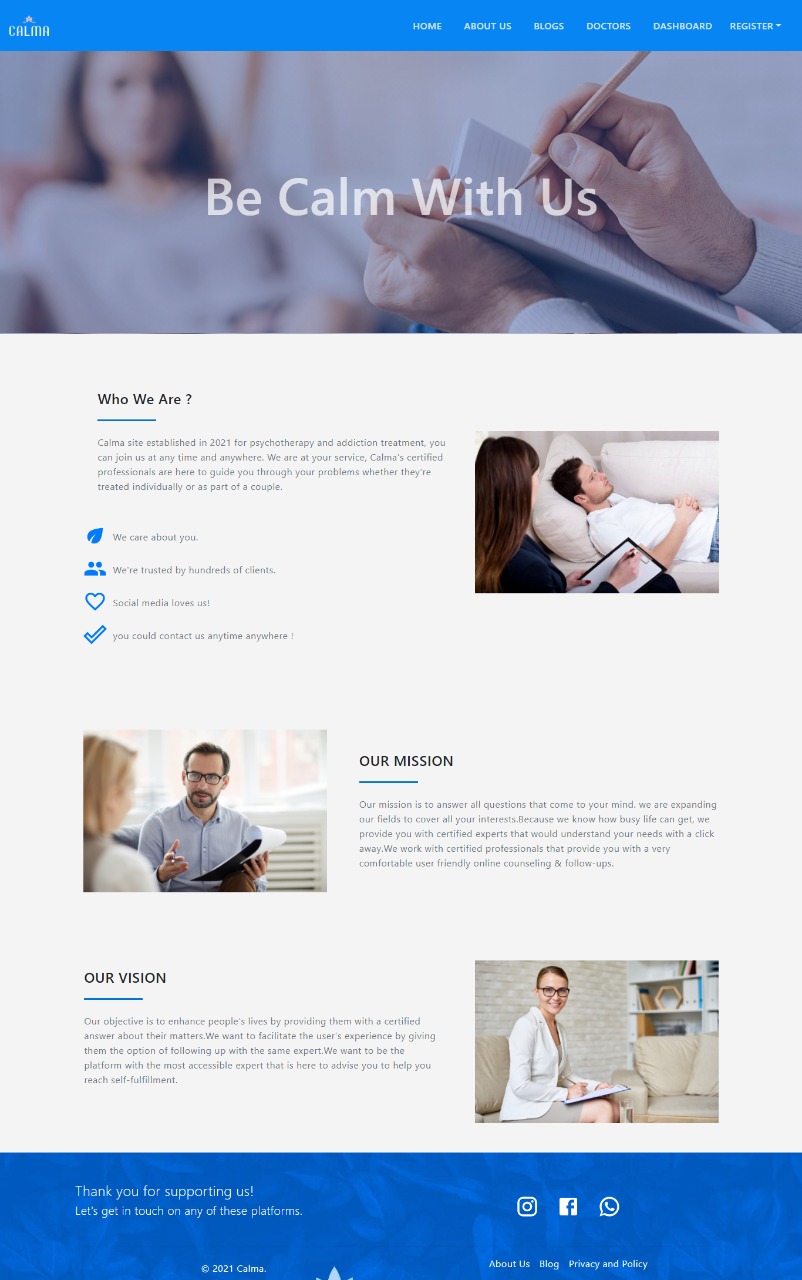 CALMA
HOME ABOUT US BLOGS DOCTORS DASHBOARD REGISTER
Be Calm With Us
Who We Are ?
Calma site established in 2021 for psychotherapy and addiction treatment, you
can join us at any time and anywhere. We are at your service, Calma's certified
professionals are here to guide you through your problems whether they're
treated individually or as part of a couple.
We care about you.
We're trusted by hundreds of clients.
Social media loves us!
you could contact us anytime anywhere !
OUR MISSION
Our mission is to answer all questions that come to your mind. we are expanding
our fields to cover all your interests.Because we know how busy life can get, we
provide you with certified experts that would understand your needs with a click
away.We work with certified professionals that provide you with a very
comfortable user friendly online counseling & follow-ups.
OUR VISION
Our objective is to enhance people's lives by providing them with a certified
answer about their matters.We want to facilitate the user's experience by giving
them the option of following up with the same expert.We want to be the
platform with the most accessible expert that is here to advise you to help you
reach self-fulfillment.
Thank you for supporting us!
Let's get in touch on any of these platforms.
© 2021 Calma.
About Us Blog Privacy and Policy